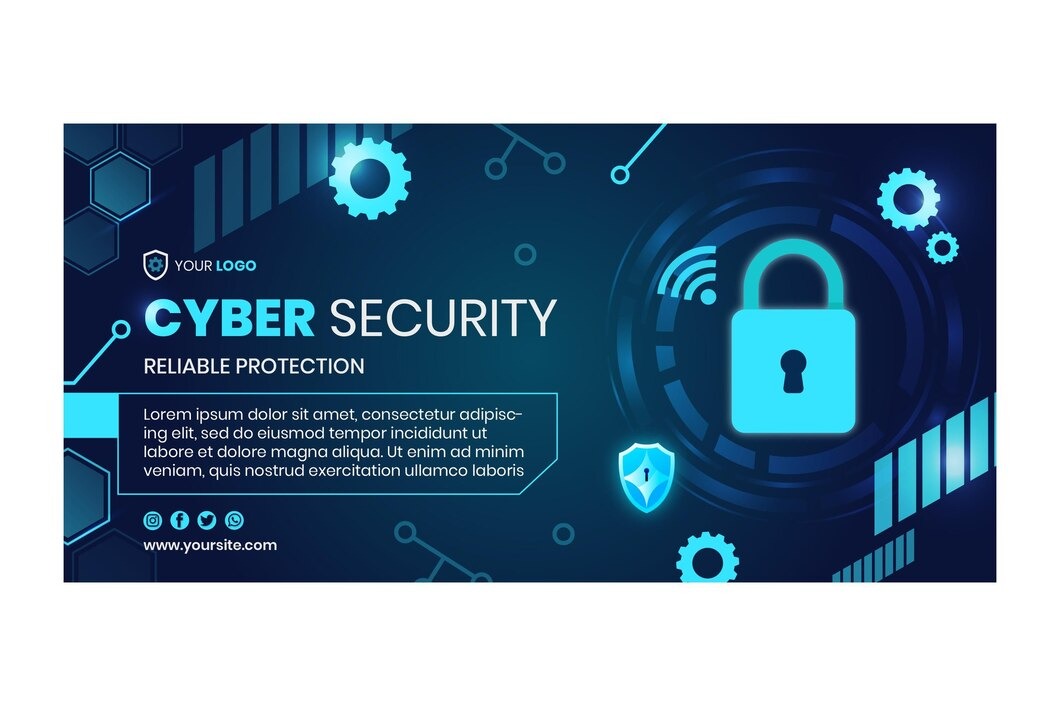 YOUR LOGO
CYBER SECURITY
RELIABLE PROTECTION
Lorem ipsum dolor sit amet, consectetur adipisc-
ing elit, sed do eiusmod tempor incididunt ut
labore et dolore magna aliqua. Ut enim ad minim
veniam, quis nostrud exercitation ullamco laboris
www.yoursite.com